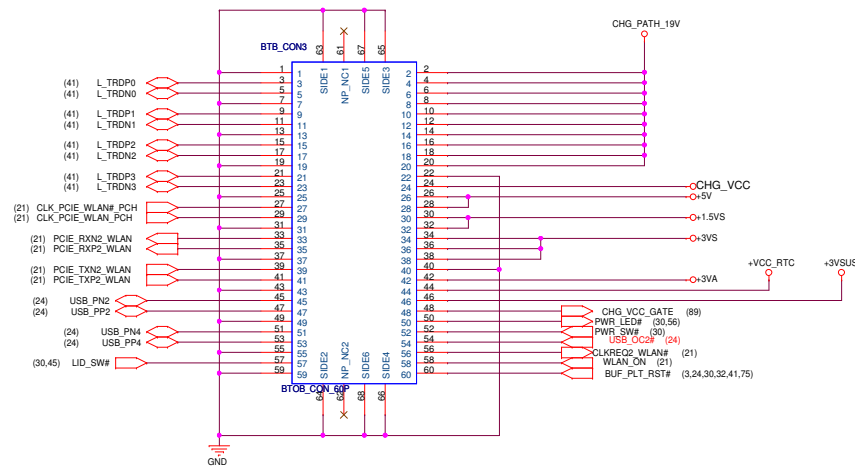 CHG_PATH_19V
BTB_CON3
63
61
67
65
SIDE1
NP_NC1
SIDE5
SIDE3
1 1 2 2
(41) L_TRDP0 3 3 4 4
(41) L_TRDN0 5 5 6 6
7 7 8 8
(41) L_TRDP1 9 9 10 10
(41) L_TRDN1 11 11 12 12
13 13 14 14
(41) L_TRDP2 15 15 16 16
(41) L_TRDN2 17 17 18 18
19 19 20 20
(41) L_TRDP3 21 21 22 22
(41) L_TRDN3 23 23 24 24 CHG_VCC
25 25 26 26 +5V
(21) CLK_PCIE_WLAN#_PCH 27 27 28 28
(21) CLK_PCIE_WLAN_PCH 29 29 30 30 +1.5VS
31 31 32 32
(21) PCIE_RXN2_WLAN 33 33 34 34 +3VS
(21) PCIE_RXP2_WLAN 35 35 36 36
37 37 38 38
(21) PCIE_TXN2_WLAN 39 39 40 40
(21) PCIE_TXP2_WLAN 41 41 42 42 +3VA
+VCC_RTC
+3VSUS
43 43 44 44
(24) USB_PN2 45 45 46 46
(24) USB_PP2 47 47 48 48 CHG_VCC_GATE (89)
49 49 50 50 PWR_LED# (30,56)
(24) USB_PN4 51 51 52 52 PWR_SW# (30)
(24) USB_PP4 53 53 54 54 USB_OC2# (24)
55 55 56 56 CLKREQ2_WLAN# (21)
(30,45) LID_SW# 57 57 58 58 WLAN_ON (21)
59 59 60 60 BUF_PLT_RST# (3,24,30,32,41,75)
SIDE2
NP_NC2
SIDE6
SIDE4
BTOB_CON_60P
64
62
68
66
GND